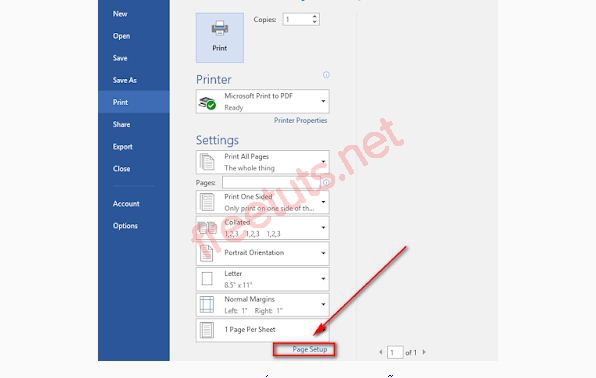 New
Open
Save
Save As
Print
Share
Export
Close
Account
Options
Copies: 1
Print
Printer
Microsoft Print to PDF
Ready
Printer Properties
Settings
Print All Pages
The whole thing
Pages:
Print One Sided
Only print on one side of th...
Collated
1,2,3 1,2,3 1,2,3
Portrait Orientation
Letter
8.5" x 11"
Normal Margins
Left: 1" Right: 1"
1 Page Per Sheet
Page Setup
1 of 1
freetuts.net